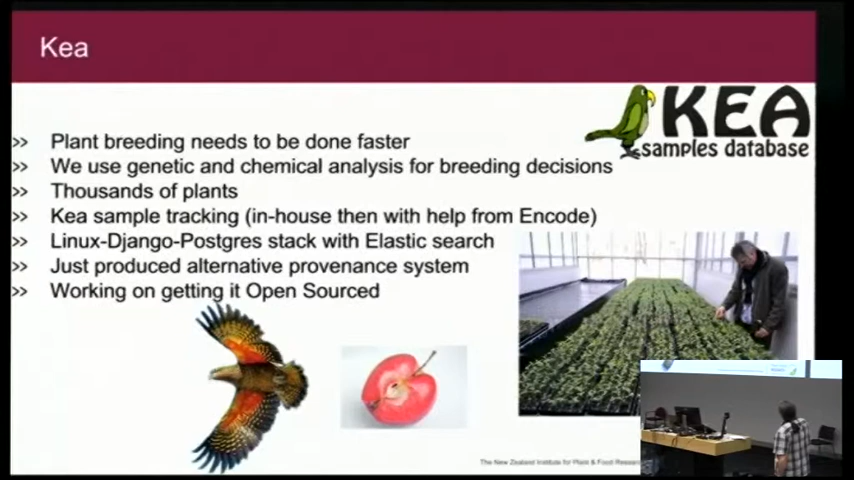 Kea
KEA
samples database
>> Plant breeding needs to be done faster
>> We use genetic and chemical analysis for breeding decisions
>> Thousands of plants
>> Kea sample tracking (in-house then with help from Encode)
>> Linux-Django-Postgres stack with Elastic search
>> Just produced alternative provenance system
>> Working on getting it Open Sourced
The New Zealand Institute for Plant & Food Resear